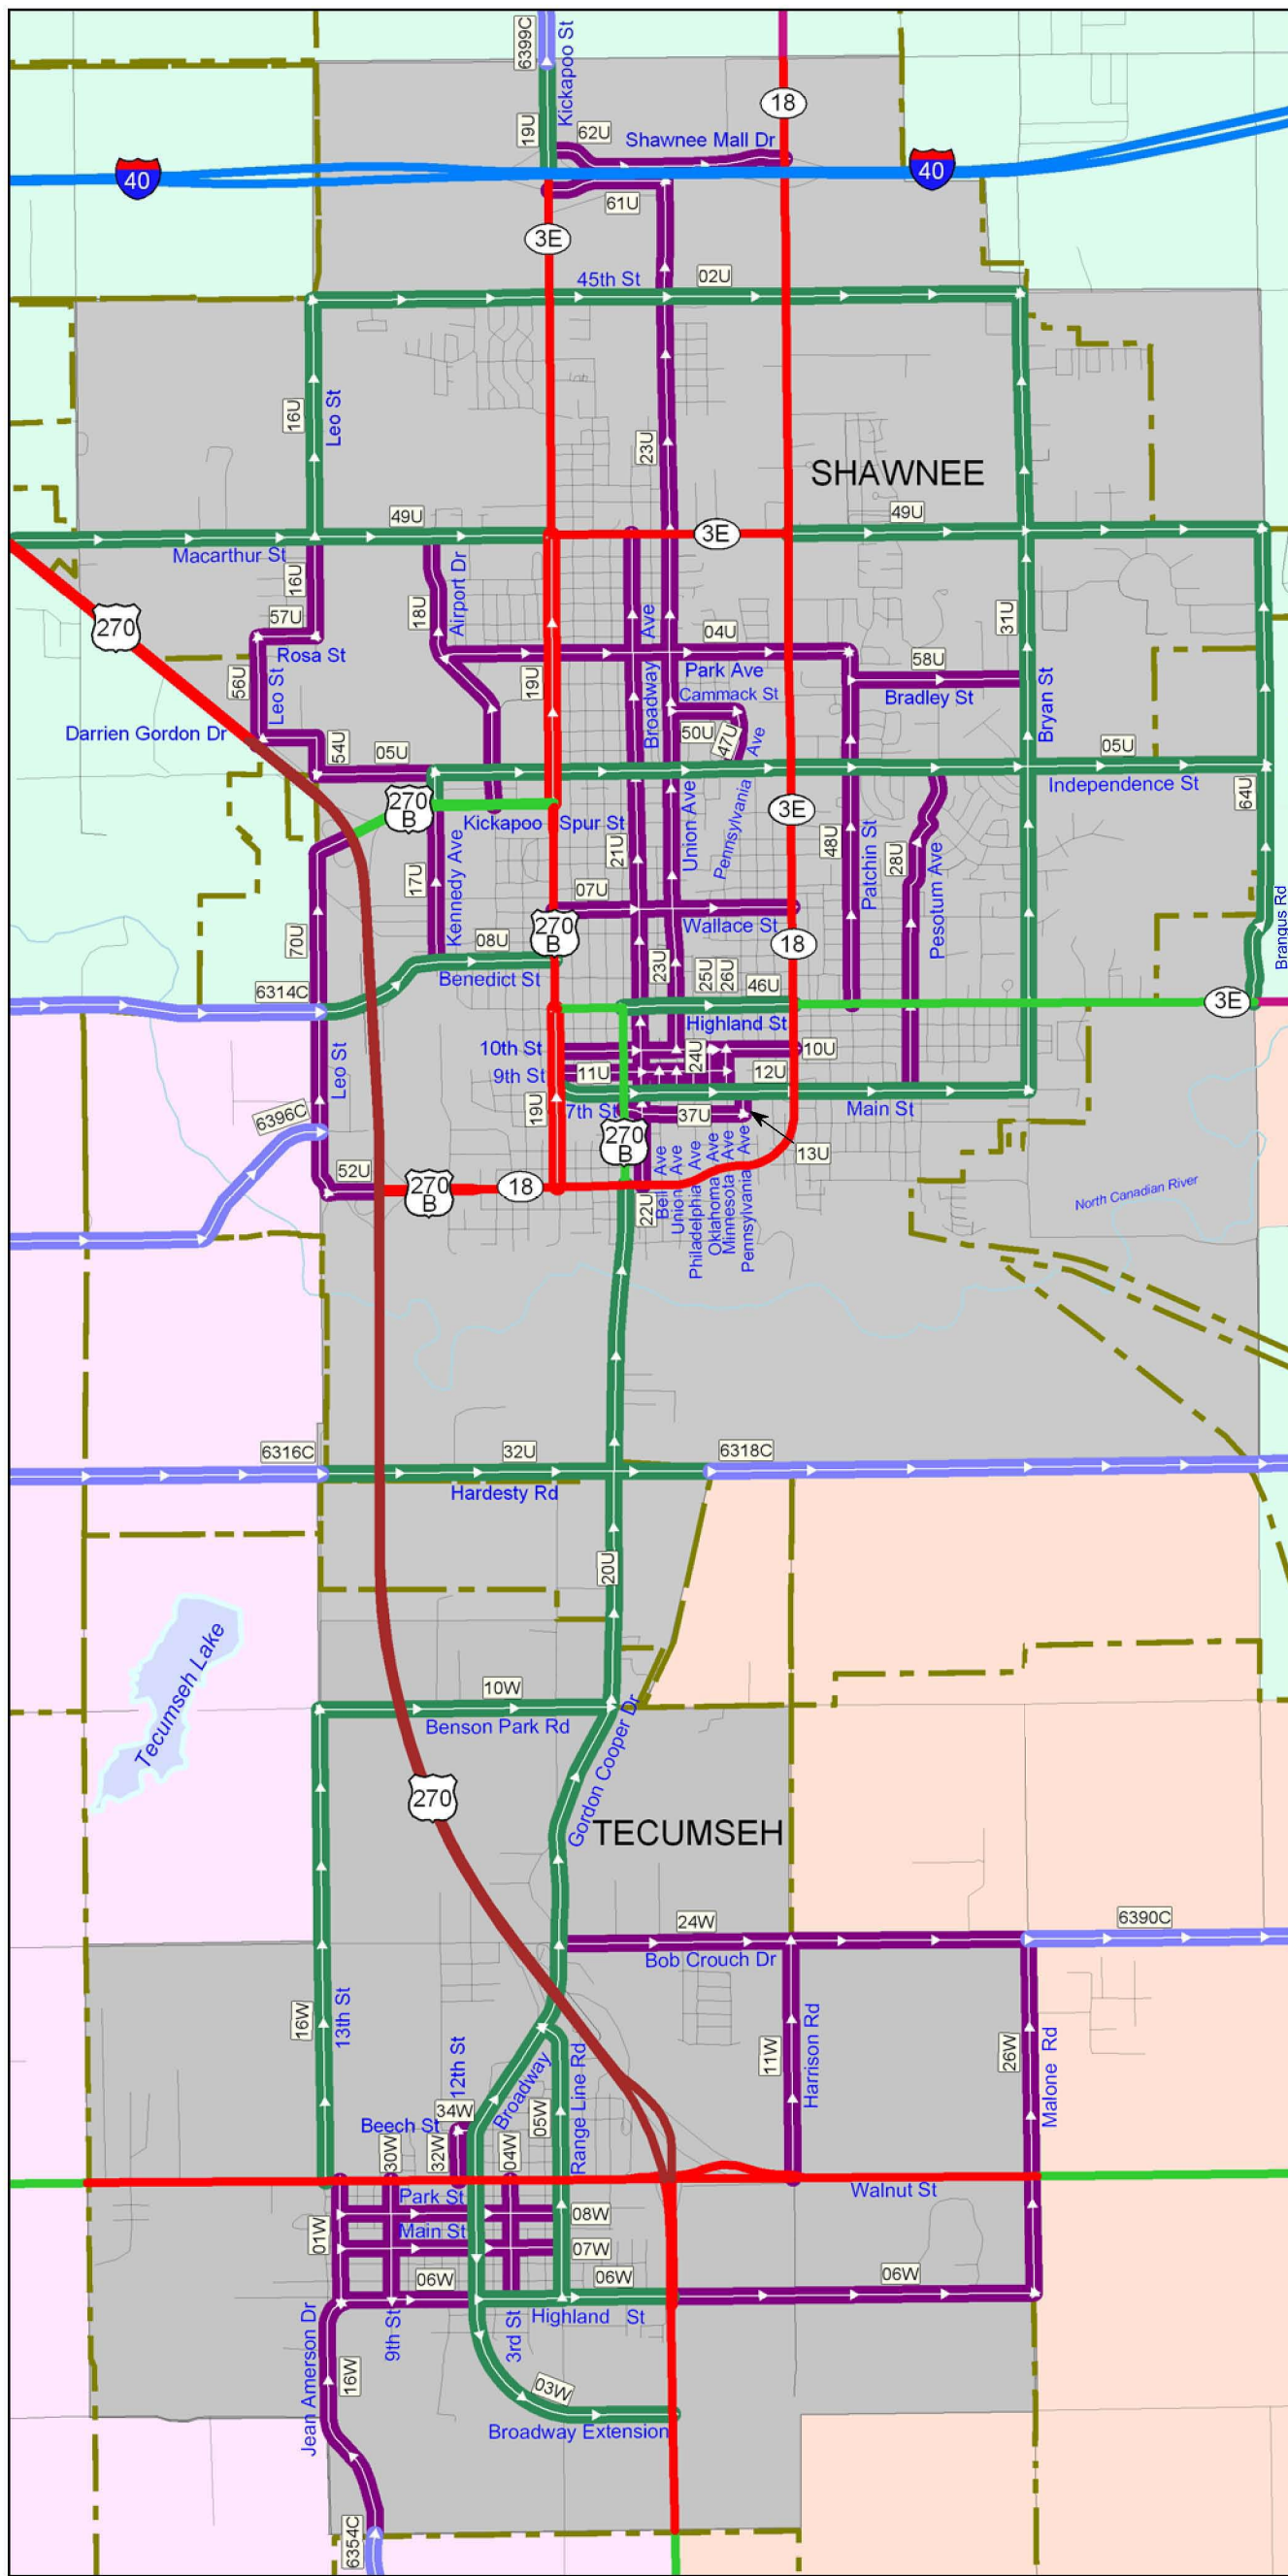 6399C
Kickapoo St
18
19U
62U
Shawnee Mall Dr
40
40
61U
3E
45th St
02U
16U
Leo St
23U
SHAWNEE
49U
3E
49U
Macarthur St
16U
18U
Airport Dr
270
57U
Rosa St
Ave
04U
31U
56U
Leo St
19U
Broadway
Park Ave
58U
Cammack St
Bradley St
Bryan St
Darrien Gordon Dr
54U
05U
50U
47U
Ave
05U
Independence St
64U
270
B
Kickapoo Spur St
3E
17U
Kennedy Ave
21U
Union Ave
Pennsylvania
48U
Patchin St
28U
Pesotum Ave
07U
Wallace St
Brangus Rd
70U
270
B
18
08U
Benedict St
23U
25U
26U
46U
6314C
3E
Highland St
10th St
24U
10U
9th St
11U
12U
Leo St
6396C
19U
7th St
37U
Main St
270
B
13U
52U
270
B
18
22U
Bell Ave
Union Ave
Philadelphia Ave
Oklahoma Ave
Minnesota Ave
Pennsylvania Ave
North Canadian River
6316C
32U
6318C
Hardesty Rd
20U
Tecumseh Lake
10W
Benson Park Rd
Gordon Cooper Dr
270
TECUMSEH
24W
6390C
Bob Crouch Dr
16W
13th St
12th St
11W
Harrison Rd
26W
Malone Rd
34W
Broadway
05W
Range Line Rd
Beech St
30W
32W
04W
Park St
Walnut St
01W
08W
Main St
07W
06W
06W
06W
Highland St
Jean Amerson Dr
9th St
3rd St
16W
03W
Broadway Extension
6354C